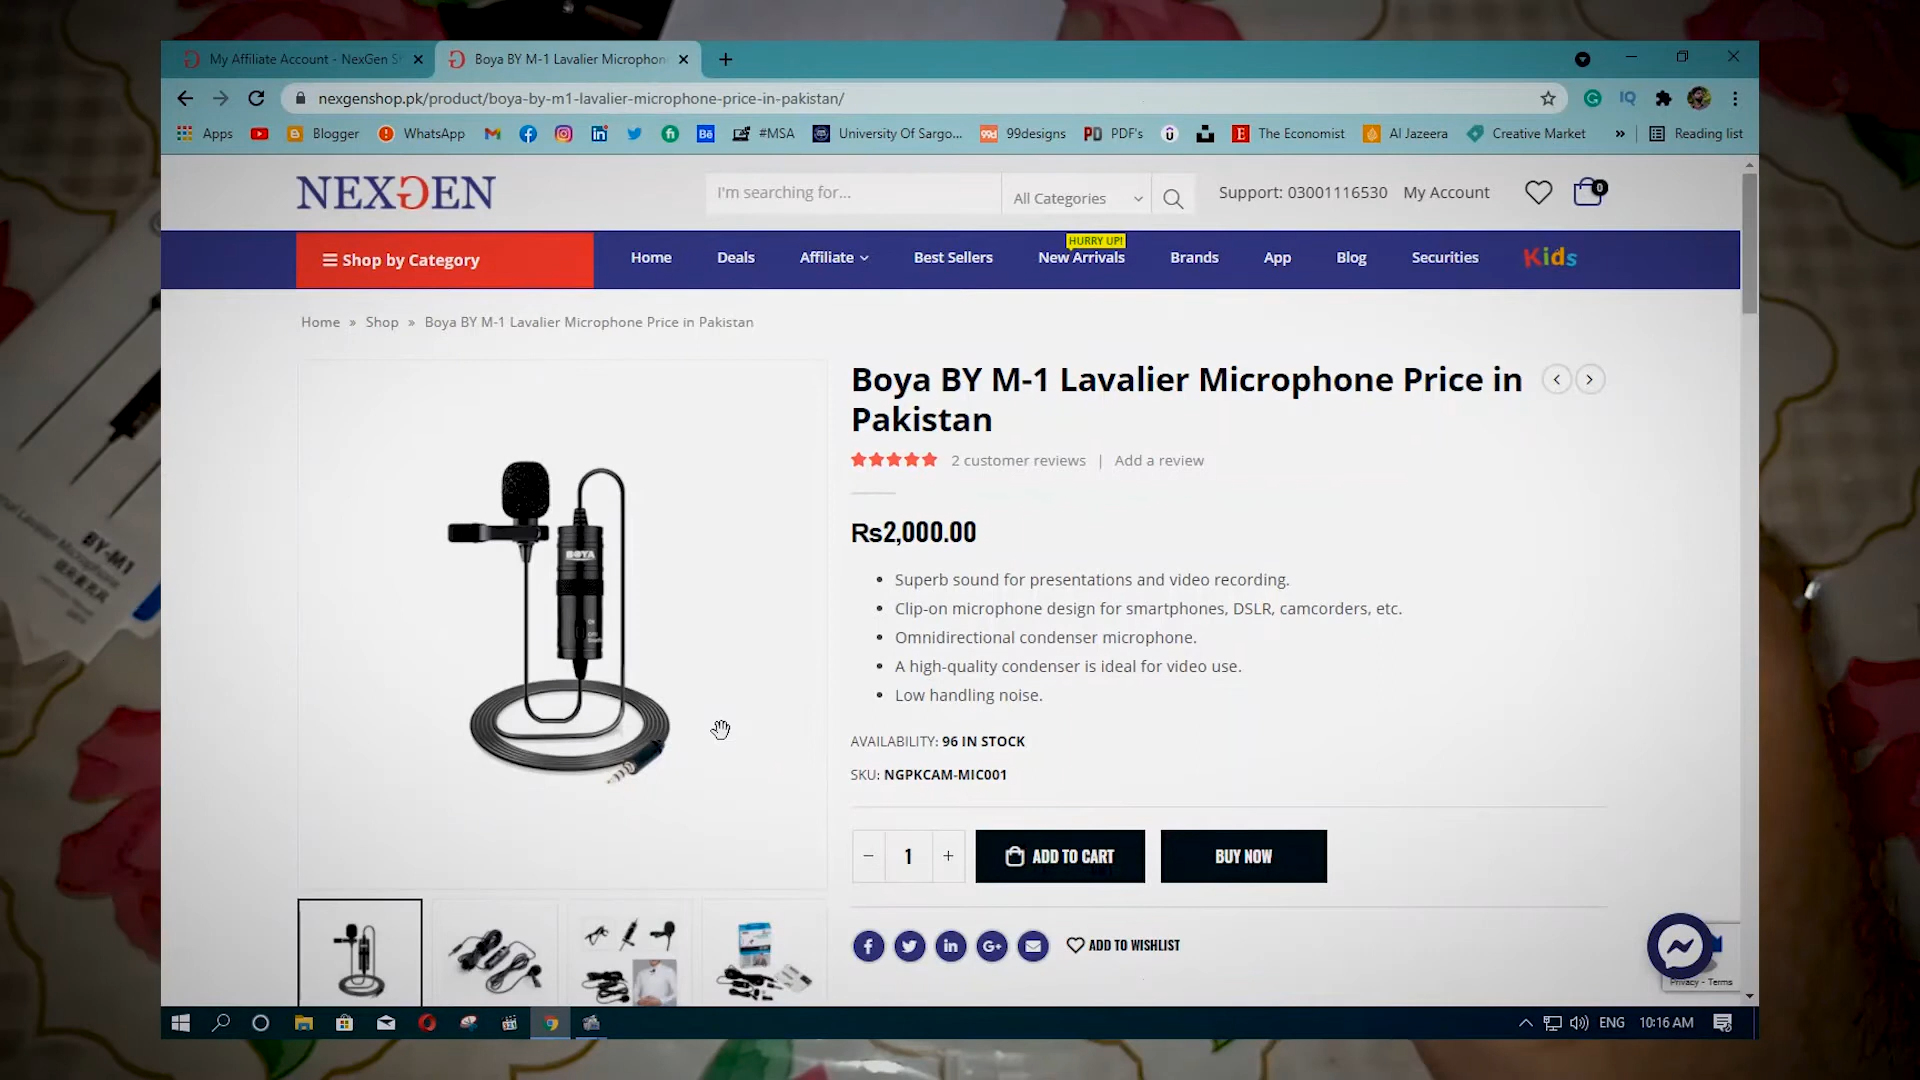 My Affiliate Account - NexGen S
Boya BY M-1 Lavalier Microphon
nexgenshop.pk/product/boya-by-m1-lavalier-microphone-price-in-pakistan/
Apps
Blogger
WhatsApp
#MSA
University Of Sargo...
99designs
PDF's
The Economist
Al Jazeera
Creative Market
»
Reading list
NEXGEN
I'm searching for...
All Categories
Support: 03001116530
My Account
0
Shop by Category
Home
Deals
Affiliate
Best Sellers
HURRY UP!
New Arrivals
Brands
App
Blog
Securities
Kids
Home » Shop » Boya BY M-1 Lavalier Microphone Price in Pakistan
Boya BY M-1 Lavalier Microphone Price in
Pakistan
2 customer reviews | Add a review
₨2,000.00
• Superb sound for presentations and video recording.
• Clip-on microphone design for smartphones, DSLR, camcorders, etc.
• Omnidirectional condenser microphone.
• A high-quality condenser is ideal for video use.
• Low handling noise.
AVAILABILITY: 96 IN STOCK
SKU: NGPKCAM-MIC001
− 1 +
ADD TO CART
BUY NOW
ADD TO WISHLIST
Privacy - Terms
BOYA
BY-M1
ENG
10:16 AM